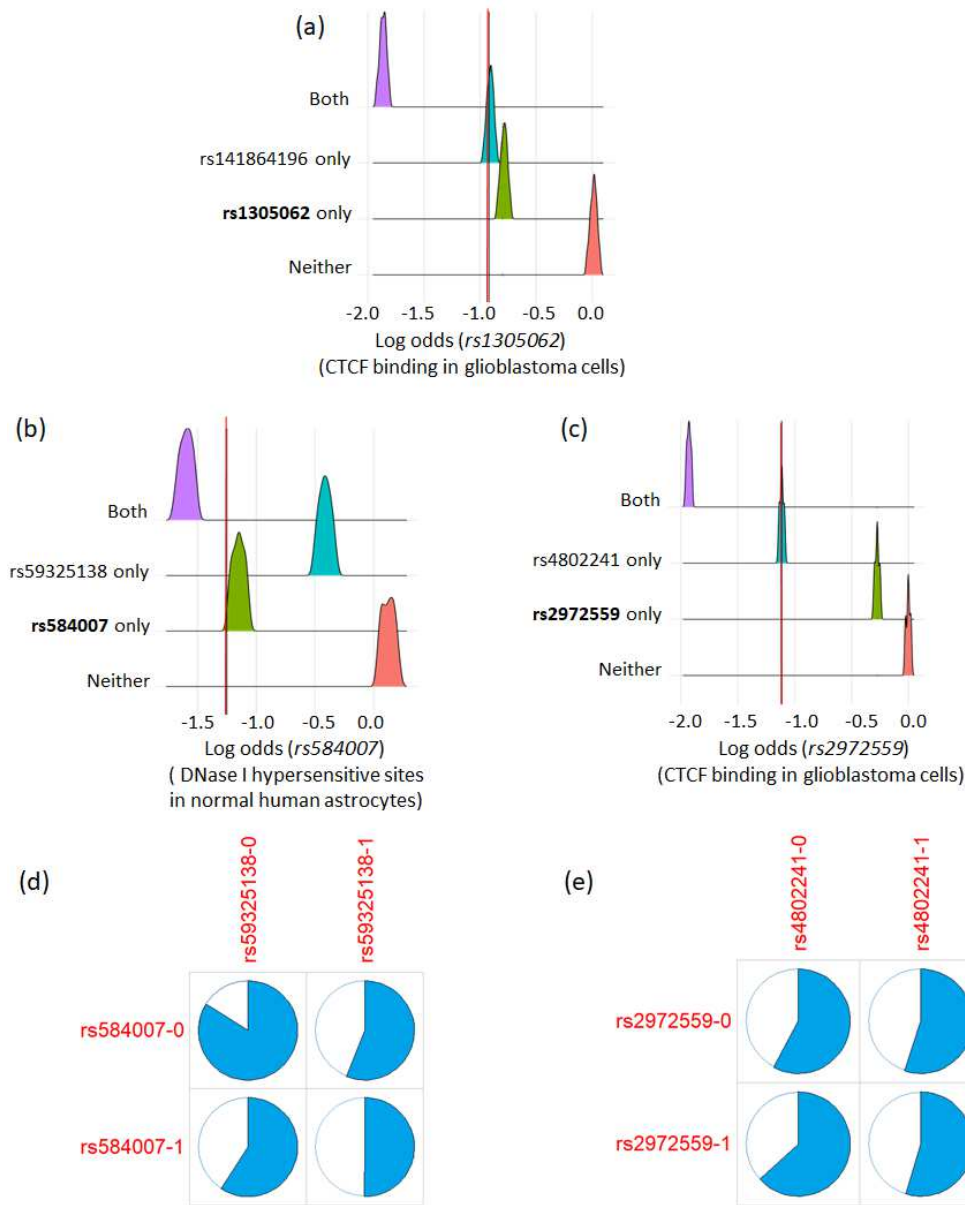 (a)
Both
rs141864196 only
rs1305062 only
Neither
-2.0 -1.5 -1.0 -0.5 0.0
Log odds (rs1305062)
(CTCF binding in glioblastoma cells)
(b)
Both
rs59325138 only
rs584007 only
Neither
-1.5 -1.0 -0.5 0.0
Log odds (rs584007)
( DNase I hypersensitive sites
in normal human astrocytes)
(c)
Both
rs4802241 only
rs2972559 only
Neither
-2.0 -1.5 -1.0 -0.5 0.0
Log odds (rs2972559)
(CTCF binding in glioblastoma cells)
(d)
rs59325138-0
rs59325138-1
rs584007-0
rs584007-1
(e)
rs4802241-0
rs4802241-1
rs2972559-0
rs2972559-1